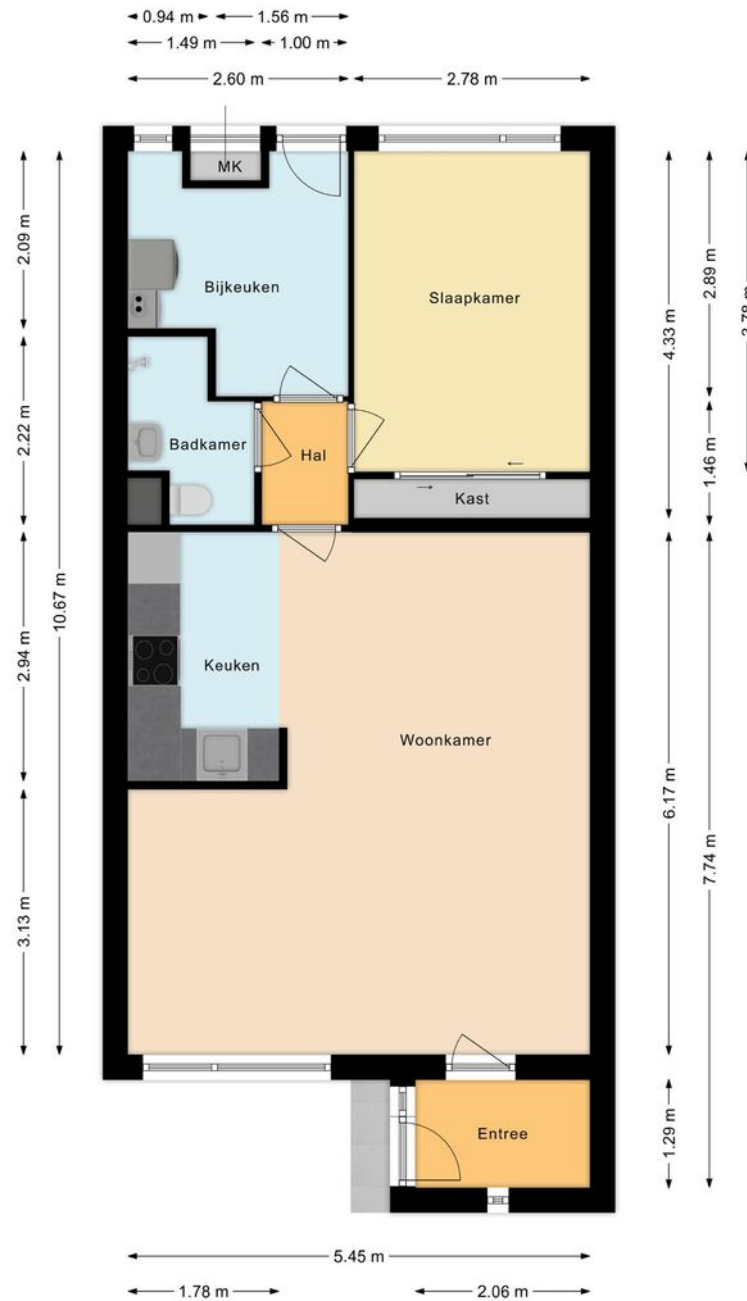 0.94 m
1.56 m
1.49 m
1.00 m
2.60 m
2.78 m
MK
2.09 m
Bijkeuken
Slaapkamer
4.33 m
2.89 m
3.78 m
2.22 m
Badkamer
Hal
1.46 m
Kast
10.67 m
2.94 m
Keuken
Woonkamer
6.17 m
7.74 m
3.13 m
Entree
1.29 m
5.45 m
1.78 m
2.06 m